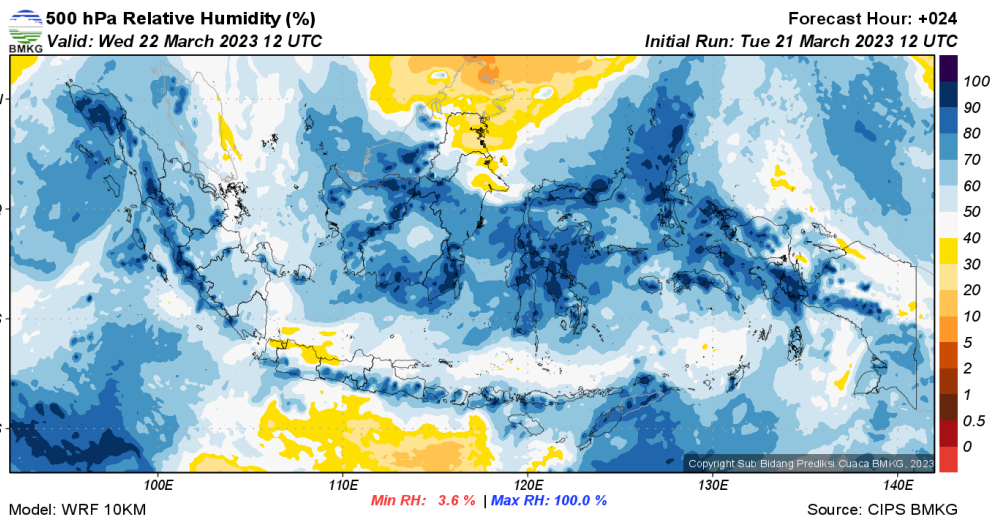 500 hPa Relative Humidity (%)
Forecast Hour: +024
BMKG
Valid: Wed 22 March 2023 12 UTC
Initial Run: Tue 21 March 2023 12 UTC
100
90
80
70
60
50
40
30
20
10
5
2
1
0.5
0
Copyright Sub Bidang Prediksi Cuaca BMKG, 2023
100E
110E
120E
130E
140E
Min RH: 3.6 % | Max RH: 100.0 %
Model: WRF 10KM
Source: CIPS BMKG